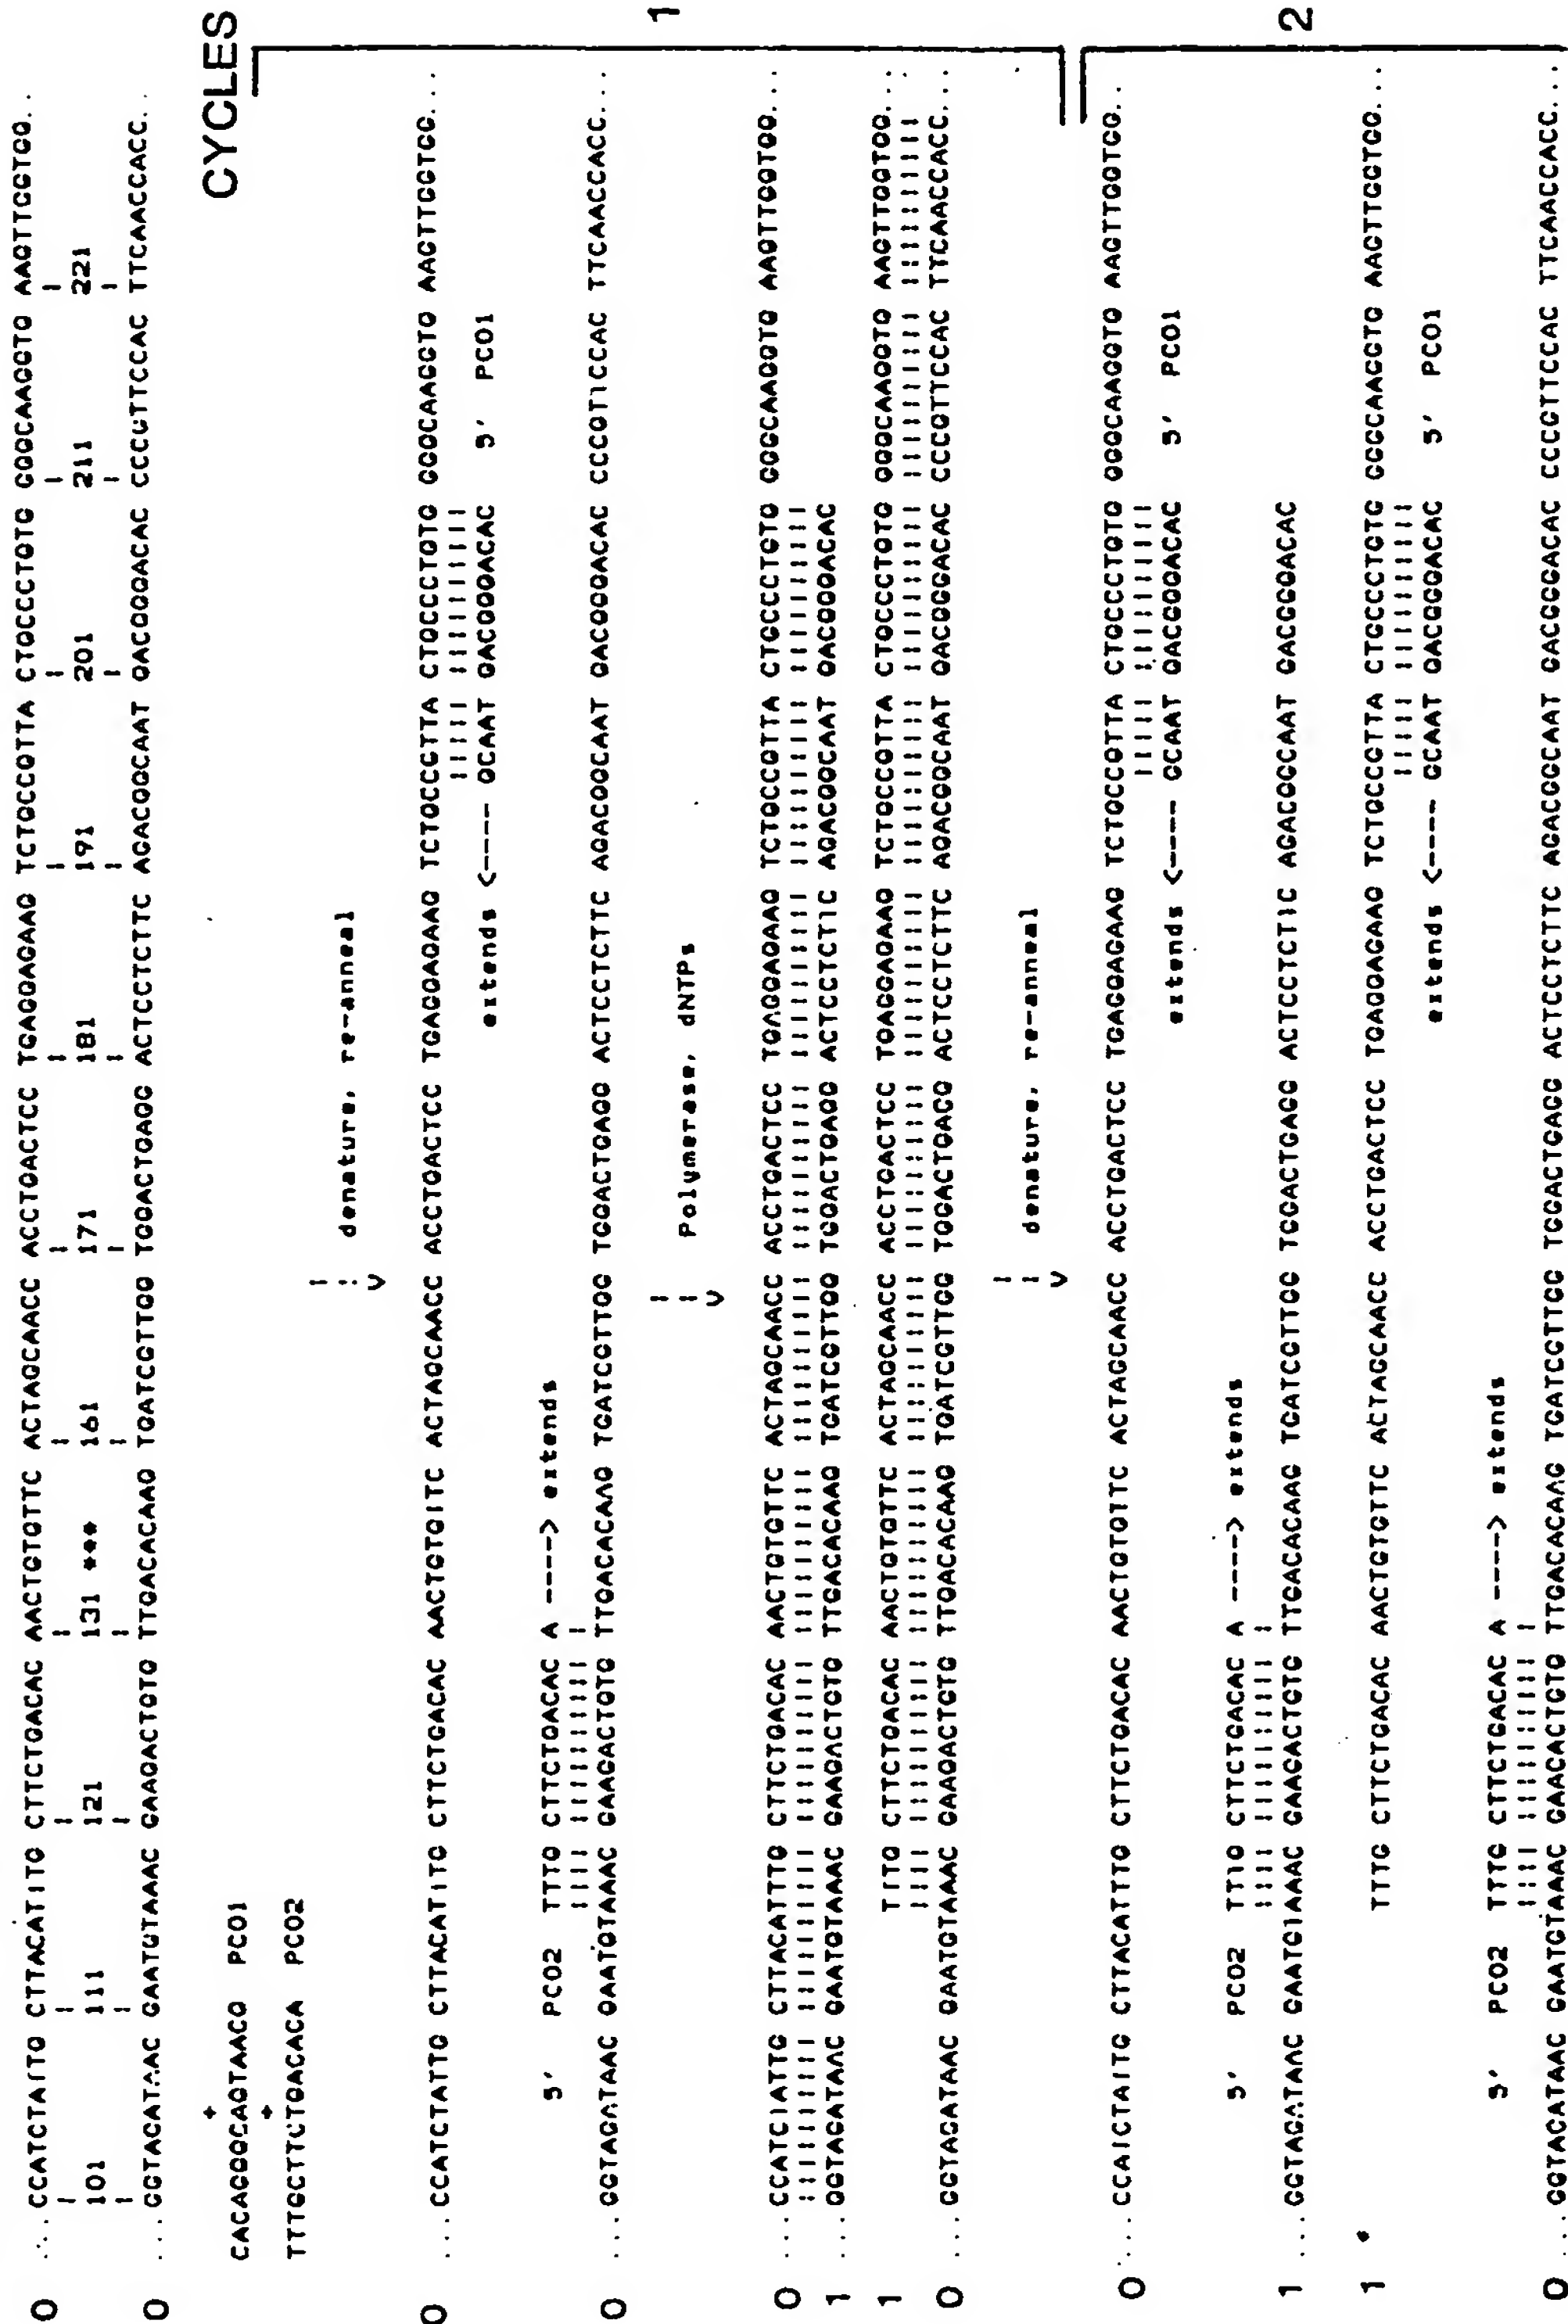 0 ...CCATCTATTG CTTACATTTG CTTCTGACAC AACTGTGTTC ACTAGCAACC ACCTGACTCC TGAGGAGAAG TCTGCCGTTA CTGCCCTGTG GGGCAAGGTG AAGTTGGTGG...
101 111 121 131 *** 161 171 181 191 201 211 221
0 ...GGTAGATAAC GAATGTAAAC GAAGACTGTG TTGACACAAG TGATCGTTGG TGGACTGAGG ACTCCTCTTC AGACGGCAAT GACGGGACAC CCCGTTCCAC TTCAACCACC...
CYCLES
CACAGGGCAGTAACG PCO1
TTTGCTTCTGACACA PCO2
denature, re-anneal
0 ...CCATCTATTG CTTACATTTG CTTCTGACAC AACTGTGTTC ACTAGCAACC ACCTGACTCC TGAGGAGAAG TCTGCCGTTA CTGCCCTGTG GGGCAAGGTG AAGTTGGTGG...
extends <---- GCAAT GACGGGACAC 5' PCO1
5' PCO2 TTTG CTTCTGACAC A ----> extends
0 ...GGTAGATAAC GAATGTAAAC GAAGACTGTG TTGACACAAG TGATCGTTGG TGGACTGAGG ACTCCTCTTC AGACGGCAAT GACGGGACAC CCCGTTCCAC TTCAACCACC...
1
Polymerase, dNTPs
0 ...CCATCTATTG CTTACATTTG CTTCTGACAC AACTGTGTTC ACTAGCAACC ACCTGACTCC TGAGGAGAAG TCTGCCGTTA CTGCCCTGTG GGGCAAGGTG AAGTTGGTGG...
1 ...GGTAGATAAC GAATGTAAAC GAAGACTGTG TTGACACAAG TGATCGTTGG TGGACTGAGG ACTCCTCTTC AGACGGCAAT GACGGGACAC
1 TTTG CTTCTGACAC AACTGTGTTC ACTAGCAACC ACCTGACTCC TGAGGAGAAG TCTGCCGTTA CTGCCCTGTG GGGCAAGGTG AAGTTGGTGG...
0 ...GGTAGATAAC GAATGTAAAC GAAGACTGTG TTGACACAAG TGATCGTTGG TGGACTGAGG ACTCCTCTTC AGACGGCAAT GACGGGACAC CCCGTTCCAC TTCAACCACC...
denature, re-anneal
0 ...CCATCTATTG CTTACATTTG CTTCTGACAC AACTGTGTTC ACTAGCAACC ACCTGACTCC TGAGGAGAAG TCTGCCGTTA CTGCCCTGTG GGGCAAGGTG AAGTTGGTGG...
extends <---- GCAAT GACGGGACAC 5' PCO1
5' PCO2 TTTG CTTCTGACAC A ----> extends
1 ...GGTAGATAAC GAATGTAAAC GAAGACTGTG TTGACACAAG TGATCGTTGG TGGACTGAGG ACTCCTCTTC AGACGGCAAT GACGGGACAC
2
1 * TTTG CTTCTGACAC AACTGTGTTC ACTAGCAACC ACCTGACTCC TGAGGAGAAG TCTGCCGTTA CTGCCCTGTG GGGCAAGGTG AAGTTGGTGG...
extends <---- GCAAT GACGGGACAC 5' PCO1
5' PCO2 TTTG CTTCTGACAC A ----> extends
0 ...GGTAGATAAC GAATGTAAAC GAAGACTGTG TTGACACAAG TGATCGTTGG TGGACTGAGG ACTCCTCTTC AGACGGCAAT GACGGGACAC CCCGTTCCAC TTCAACCACC...